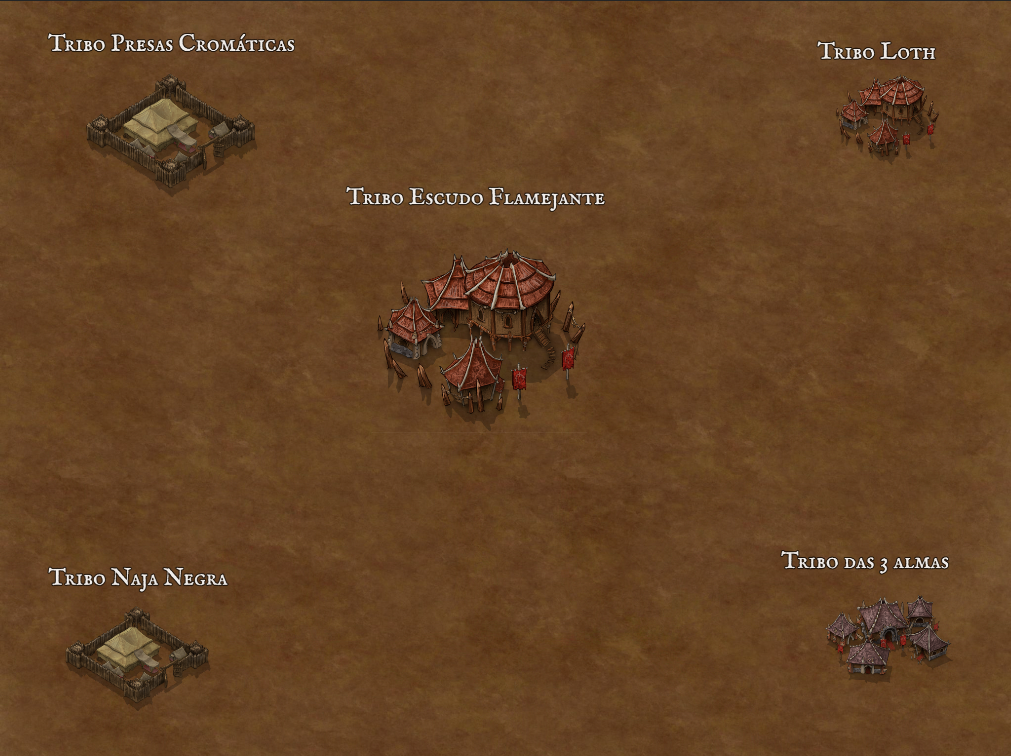 Tribo Presas Cromáticas
Tribo Loth
Tribo Escudo Flamejante
Tribo das 3 almas
Tribo Naja Negra